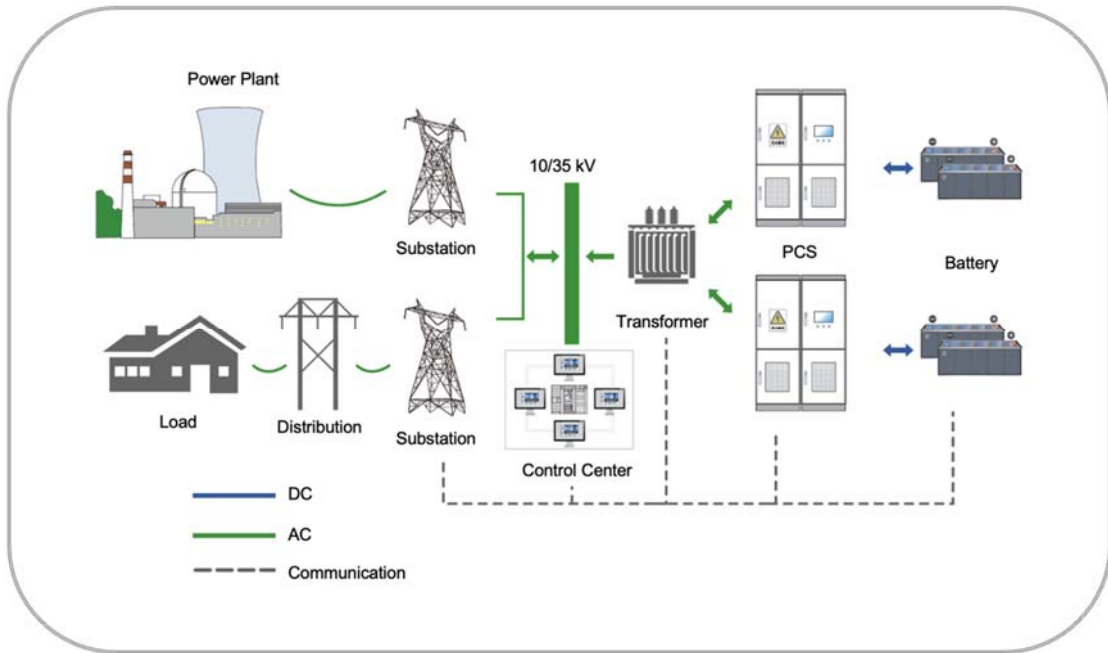 Power Plant
10/35 kV
Substation
PCS
Battery
Transformer
Load
Distribution
Substation
Control Center
DC
AC
Communication